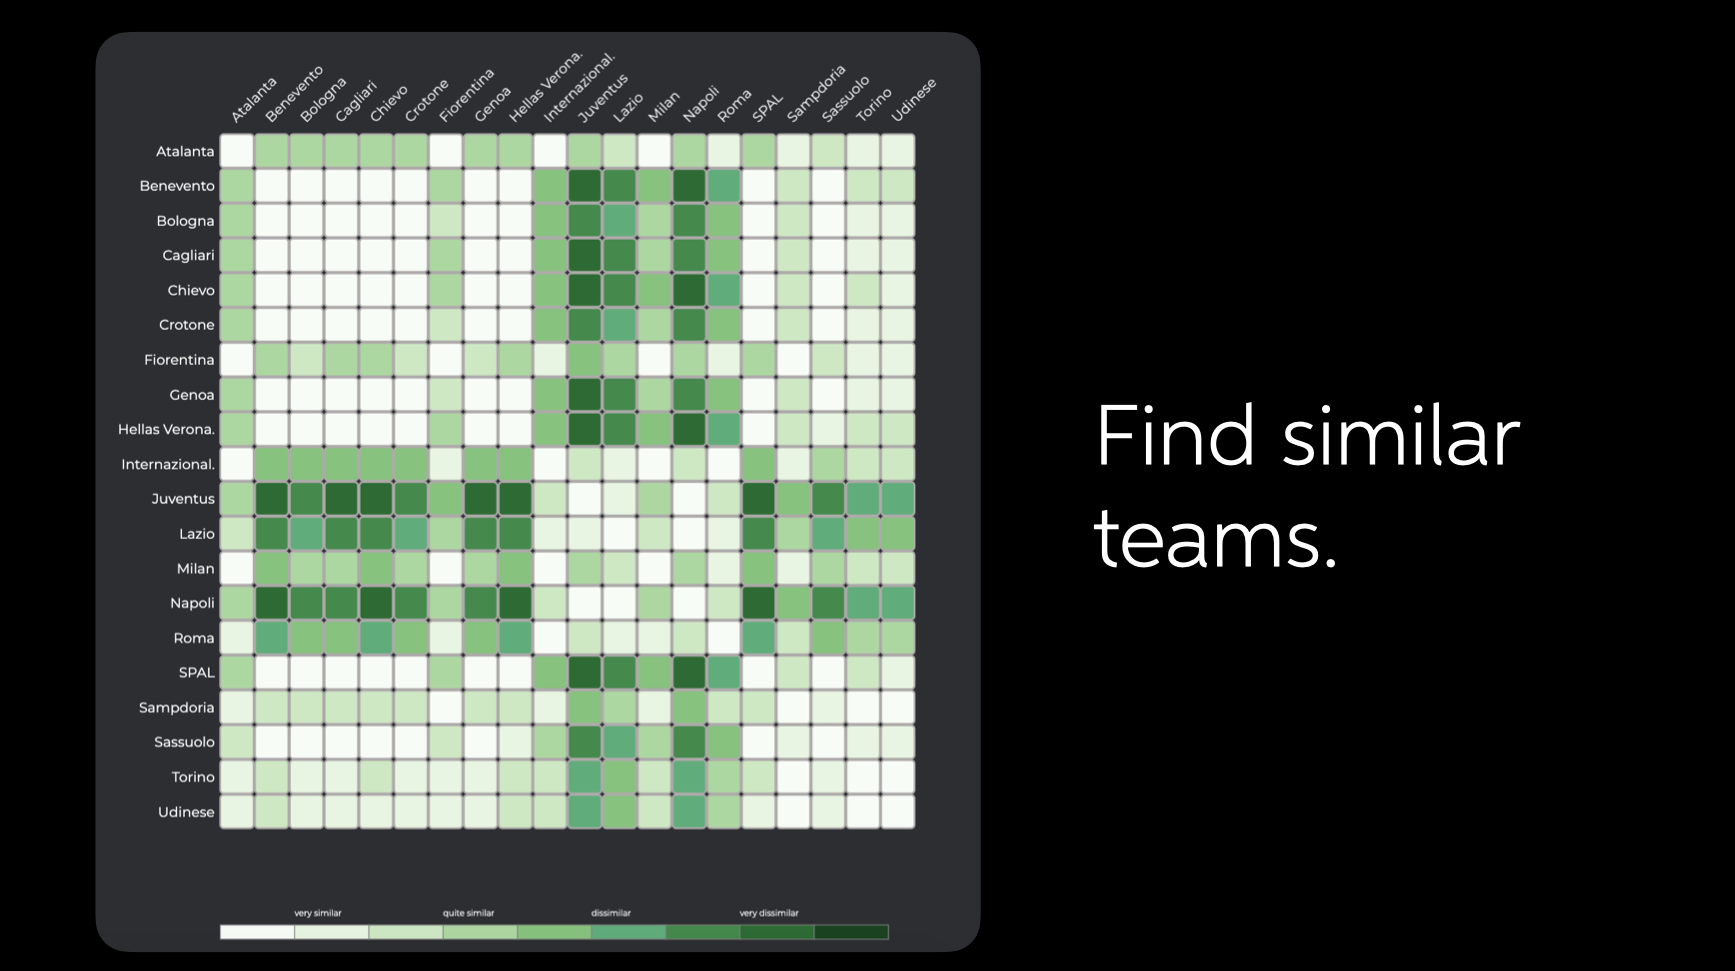 Atalanta
Benevento
Bologna
Cagliari
Chievo
Crotone
Fiorentina
Genoa
Hellas Verona.
Internazional.
Juventus
Lazio
Milan
Napoli
Roma
SPAL
Sampdoria
Sassuolo
Torino
Udinese
Atalanta
Benevento
Bologna
Cagliari
Chievo
Crotone
Fiorentina
Genoa
Hellas Verona.
Internazional.
Juventus
Lazio
Milan
Napoli
Roma
SPAL
Sampdoria
Sassuolo
Torino
Udinese
very similar quite similar dissimilar very dissimilar
Find similar
teams.